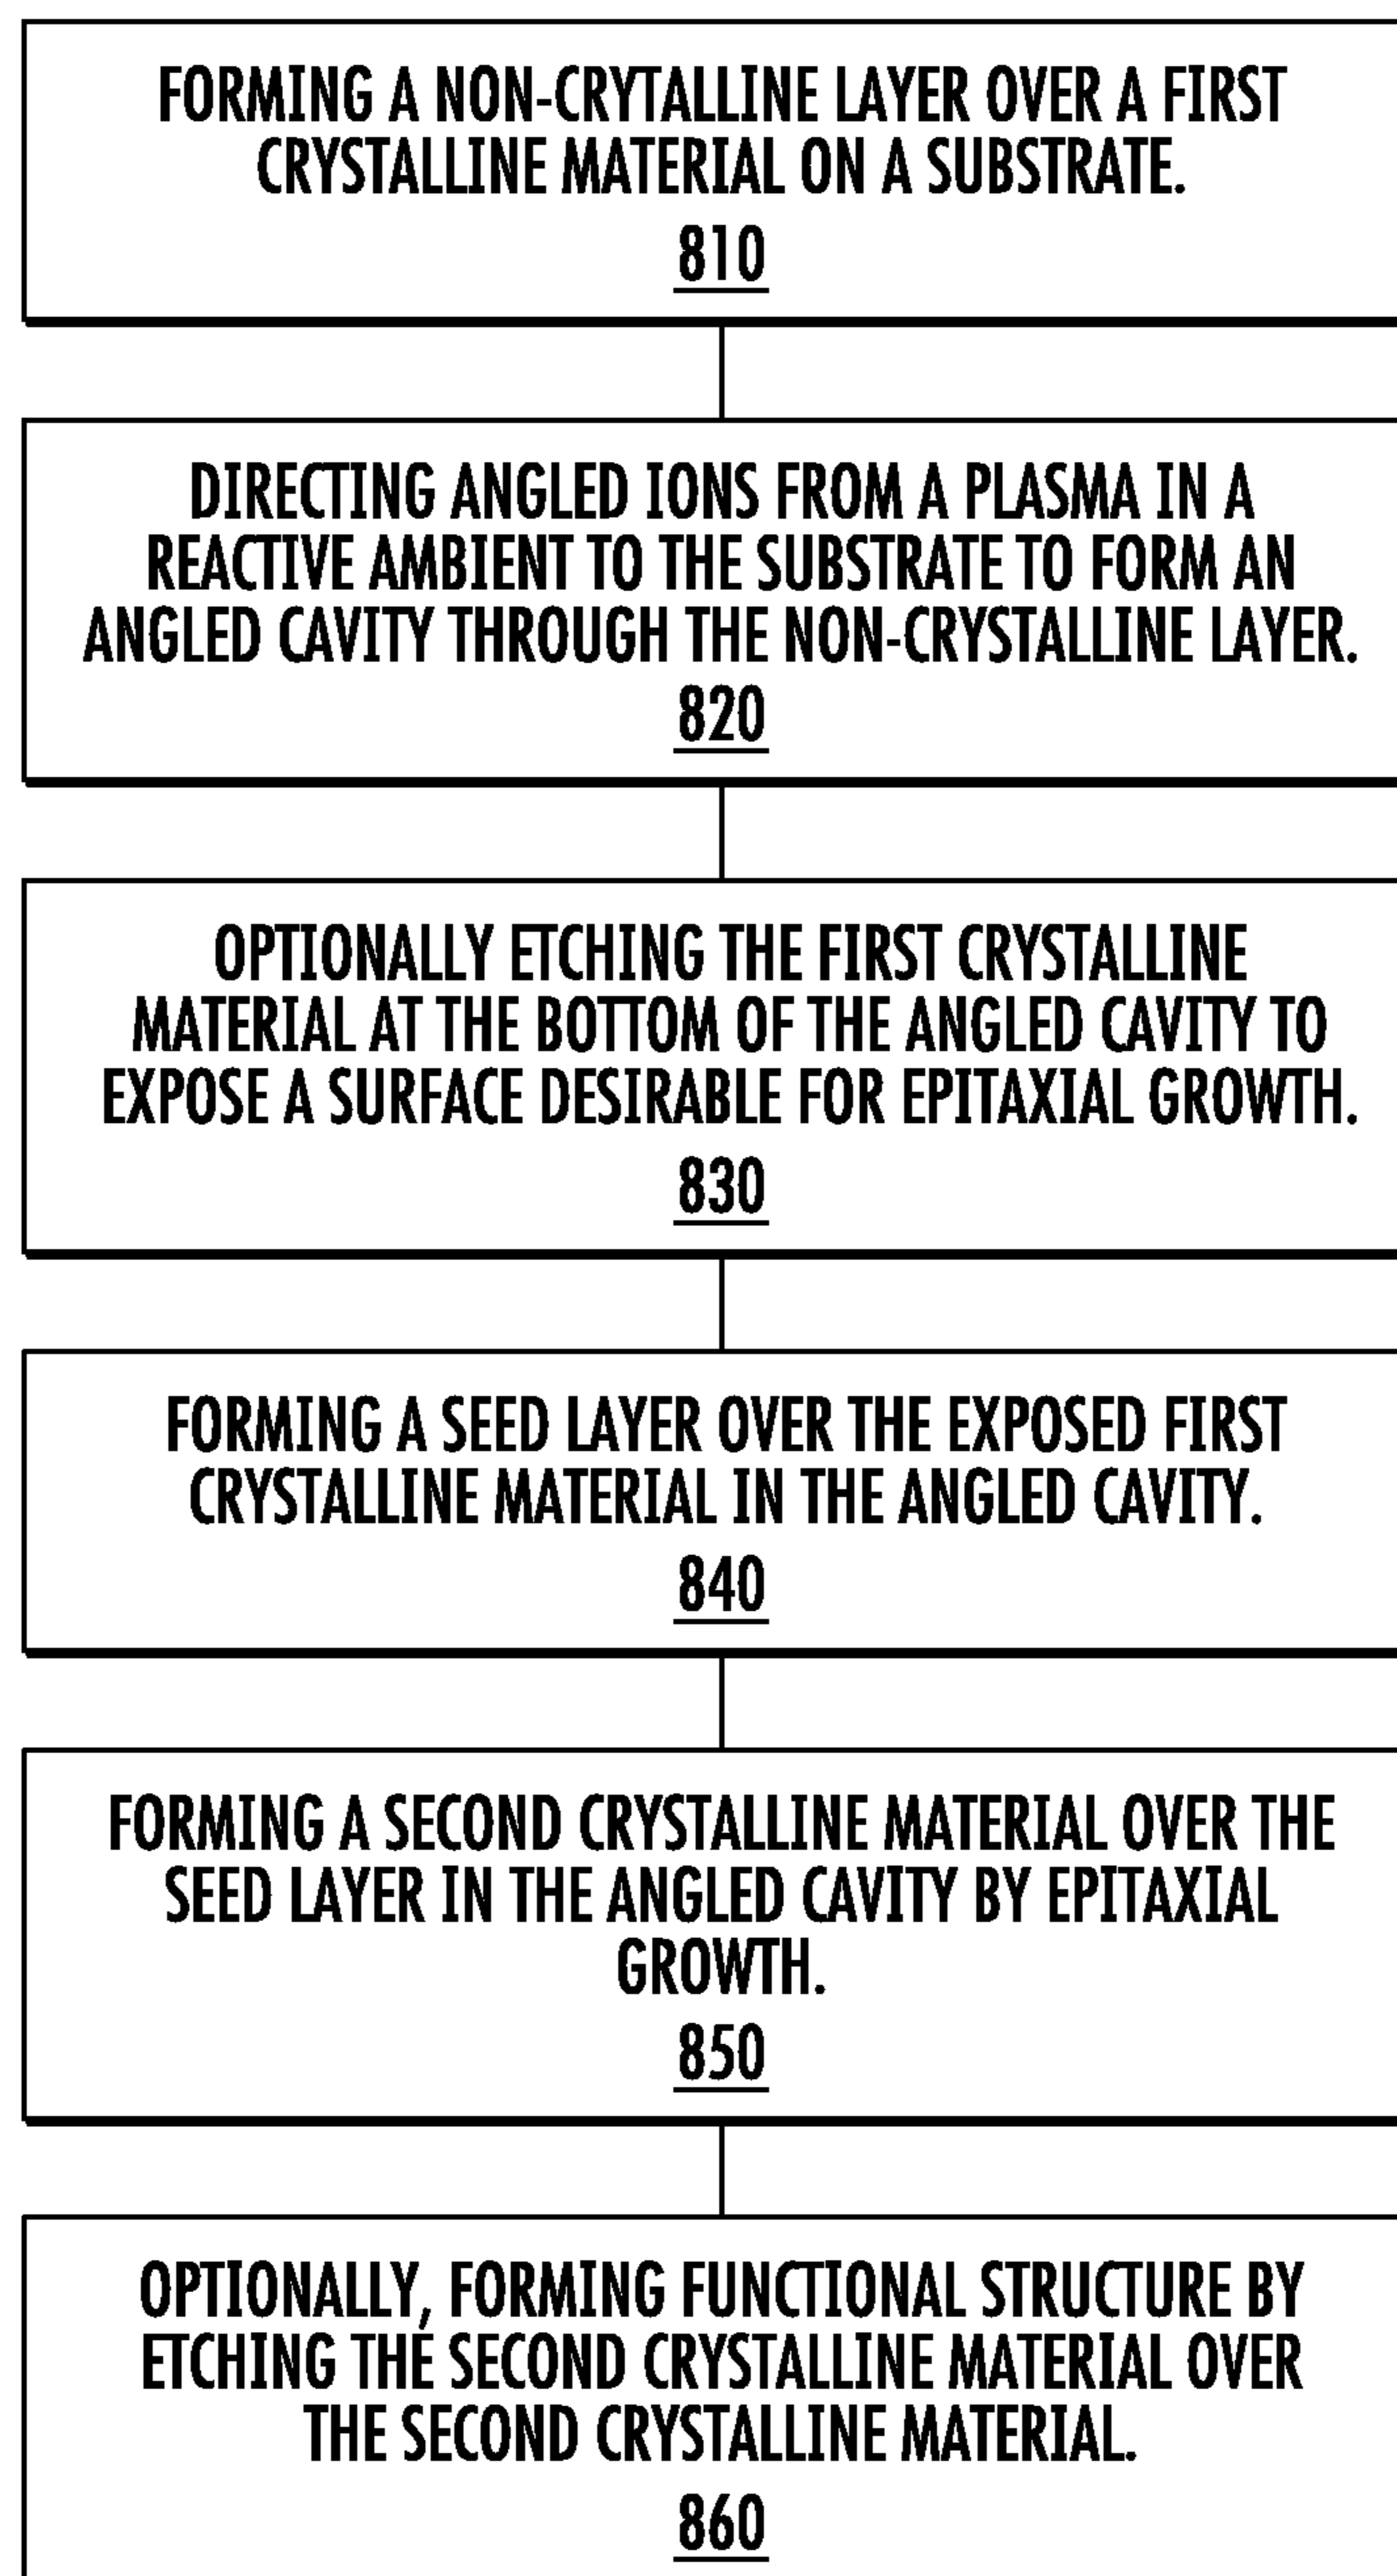 FORMING A NON-CRYTALLINE LAYER OVER A FIRST
CRYSTALLINE MATERIAL ON A SUBSTRATE.
810
DIRECTING ANGLED IONS FROM A PLASMA IN A
REACTIVE AMBIENT TO THE SUBSTRATE TO FORM AN
ANGLED CAVITY THROUGH THE NON-CRYSTALLINE LAYER.
820
OPTIONALLY ETCHING THE FIRST CRYSTALLINE
MATERIAL AT THE BOTTOM OF THE ANGLED CAVITY TO
EXPOSE A SURFACE DESIRABLE FOR EPITAXIAL GROWTH.
830
FORMING A SEED LAYER OVER THE EXPOSED FIRST
CRYSTALLINE MATERIAL IN THE ANGLED CAVITY.
840
FORMING A SECOND CRYSTALLINE MATERIAL OVER THE
SEED LAYER IN THE ANGLED CAVITY BY EPITAXIAL
GROWTH.
850
OPTIONALLY, FORMING FUNCTIONAL STRUCTURE BY
ETCHING THE SECOND CRYSTALLINE MATERIAL OVER
THE SECOND CRYSTALLINE MATERIAL.
860